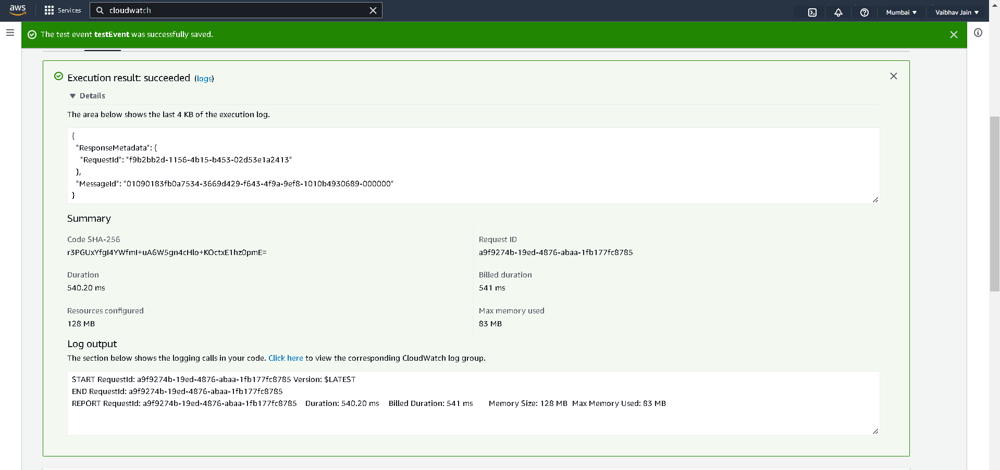 aws
Services
cloudwatch
Mumbai ▼
Vaibhav Jain ▼
The test event testEvent was successfully saved.
Execution result: succeeded (logs)
▼ Details
The area below shows the last 4 KB of the execution log.
{
"ResponseMetadata": {
"RequestId": "f9b2bb2d-1156-4b15-b453-02d53e1a2413"
},
"MessageId": "01090183fb0a7534-3669d429-f643-4f9a-9ef8-1010b4930689-000000"
}
Summary
Code SHA-256
r3PGUxYfgI4YWfmI+uA6W5gn4cHlo+KOctxE1hz0pmE=
Request ID
a9f9274b-19ed-4876-abaa-1fb177fc8785
Duration
540.20 ms
Billed duration
541 ms
Resources configured
128 MB
Max memory used
83 MB
Log output
The section below shows the logging calls in your code. Click here to view the corresponding CloudWatch log group.
START RequestId: a9f9274b-19ed-4876-abaa-1fb177fc8785 Version: $LATEST
END RequestId: a9f9274b-19ed-4876-abaa-1fb177fc8785
REPORT RequestId: a9f9274b-19ed-4876-abaa-1fb177fc8785 Duration: 540.20 ms Billed Duration: 541 ms Memory Size: 128 MB Max Memory Used: 83 MB